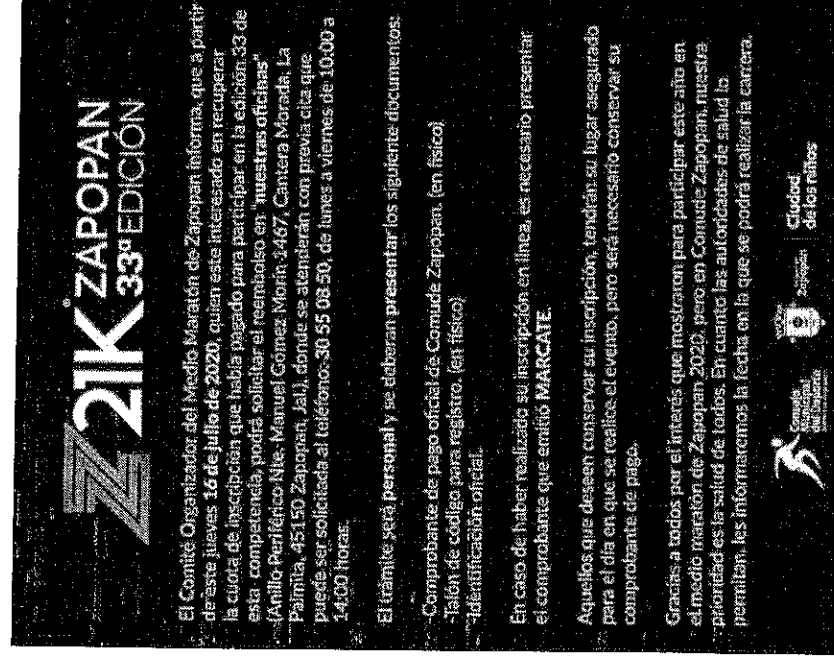 21K ZAPOPAN
33ª EDICIÓN
El Comité Organizador del Medio Maratón de Zapopan informa, que a partir
de este jueves 16 de julio de 2020, quien este interesado en recuperar
la cuota de inscripción que había pagado para participar en la edición 33 de
esta competencia, podrá solicitar el reembolso en "nuestras oficinas"
(Anillo Periférico Nte. Manuel Gómez Morín 1467, Cantera Morada, La
Palmita, 45150 Zapopan, Jal.), donde se atenderán con previa cita que
puede ser solicitada al teléfono: 30 55 08 50, de lunes a viernes de 10:00 a
14:00 horas.
El trámite será personal y se deberan presentar los siguiente documentos:
-Comprobante de pago oficial de Comude Zapopan. (en físico)
-Talón de código para registro. (en físico)
-Identificación oficial.
En caso de haber realizado su inscripción en línea, es necesario presentar
el comprobante que emitió MARCATE.
Aquellos que deseen conservar su inscripción, tendrán su lugar asegurado
para el día en que se realice el evento, pero será necesario conservar su
comprobante de pago.
Gracias a todos por el interés que mostraron para participar este año en
el medio maratón de Zapopan 2020, pero en Comude Zapopan, nuestra
prioridad es la salud de todos. En cuanto las autoridades de salud lo
permitan, les informaremos la fecha en la que se podrá realizar la carrera.
Consejo
Municipal
del Deporte
Zapopan
Ciudad
de los niños